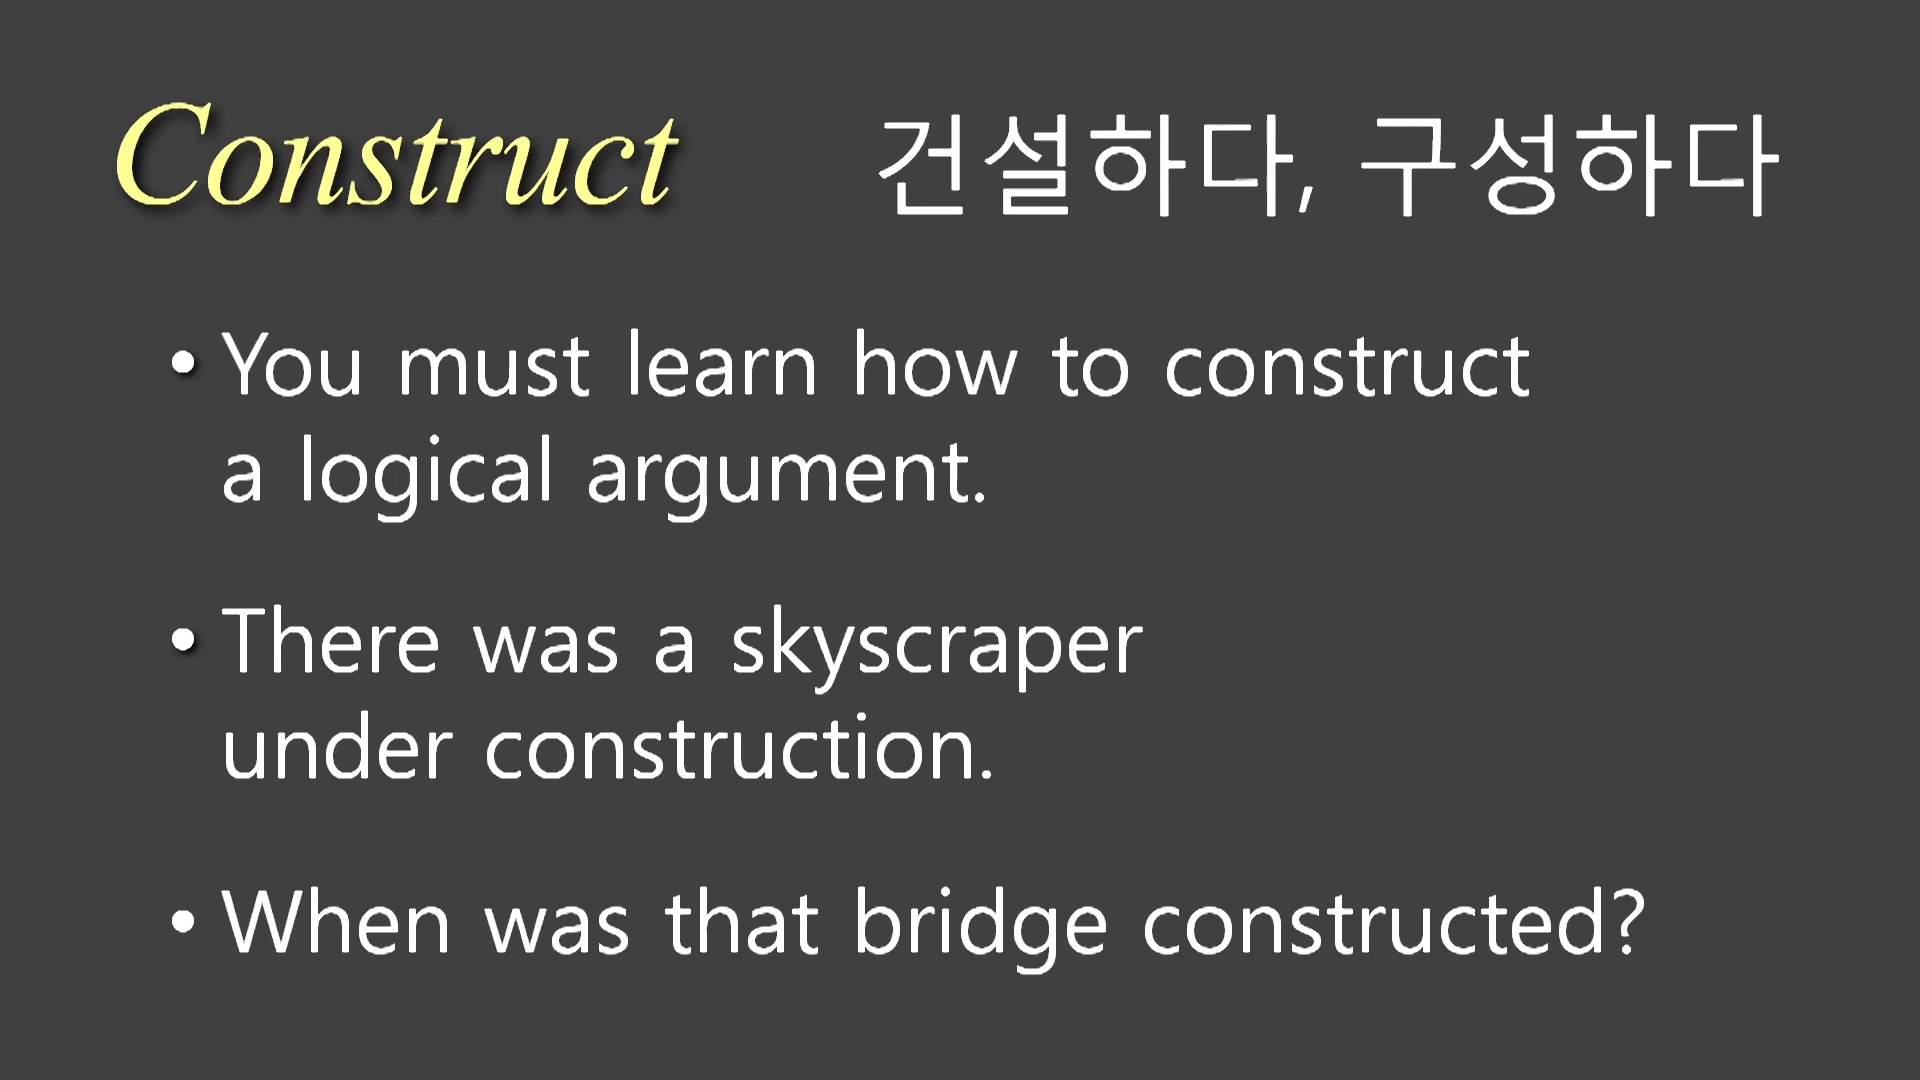 Construct 건설하다, 구성하다
• You must learn how to construct
a logical argument.
• There was a skyscraper
under construction.
• When was that bridge constructed?